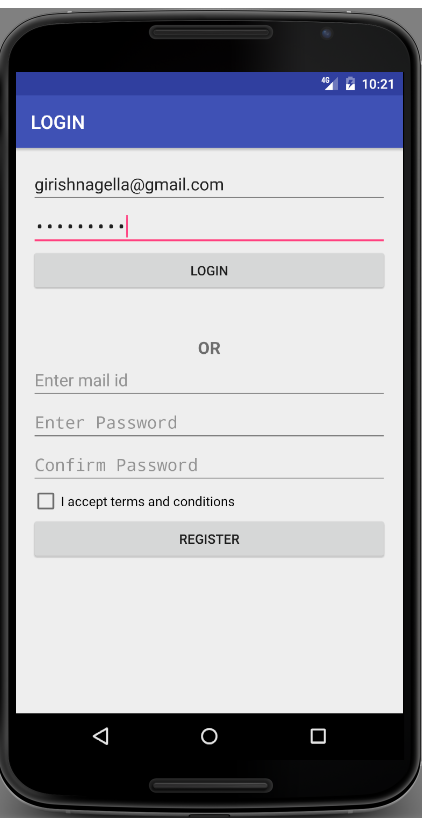 4G 10:21
LOGIN
girishnagella@gmail.com
•••••••••
LOGIN
OR
Enter mail id
Enter Password
Confirm Password
I accept terms and conditions
REGISTER